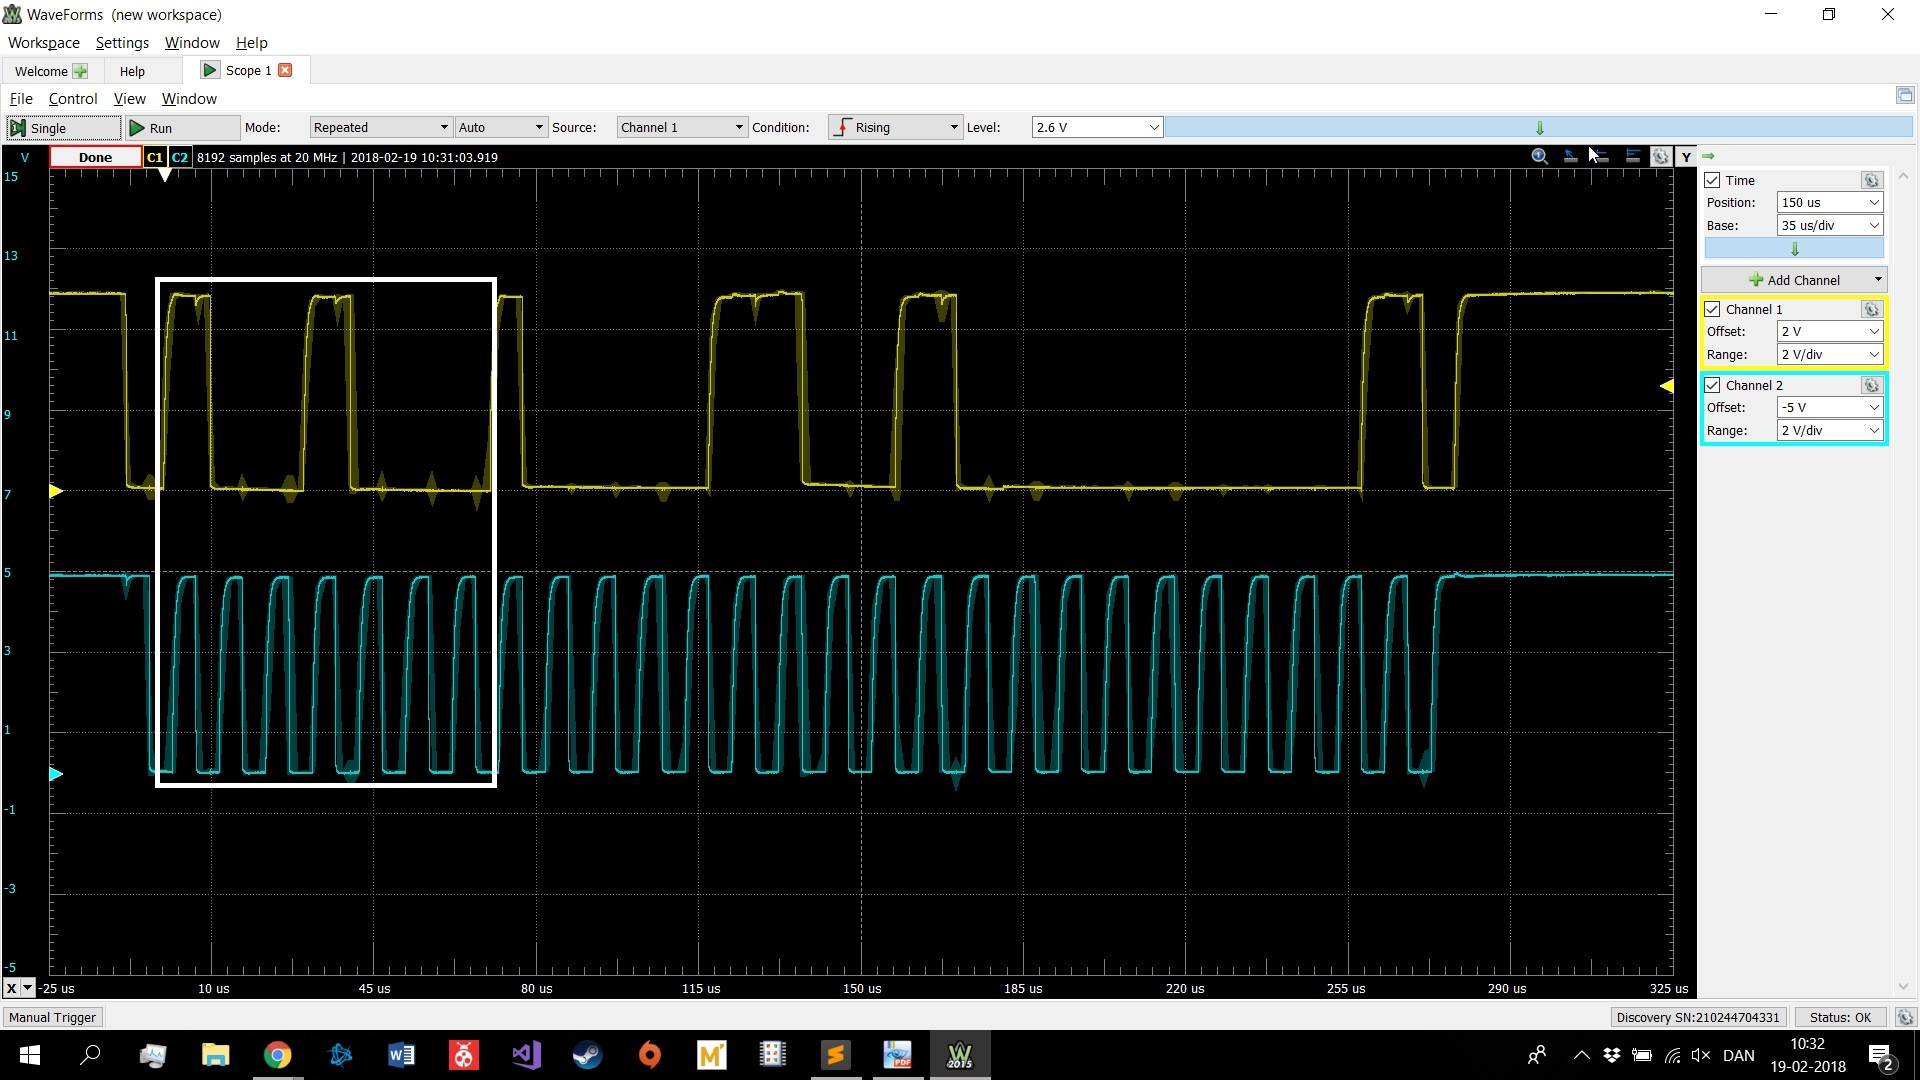 WaveForms (new workspace)
Workspace Settings Window Help
Welcome Help Scope 1
File Control View Window
Single Run Mode: Repeated Auto Source: Channel 1 Condition: Rising Level: 2.6 V
V Done C1 C2 8192 samples at 20 MHz | 2018-02-19 10:31:03.919 Y
15
13
11
9
7
5
3
1
-1
-3
-5
X -25 us 10 us 45 us 80 us 115 us 150 us 185 us 220 us 255 us 290 us 325 us
Time
Position: 150 us
Base: 35 us/div
Add Channel
Channel 1
Offset: 2 V
Range: 2 V/div
Channel 2
Offset: -5 V
Range: 2 V/div
Manual Trigger Discovery SN:210244704331 Status: OK
W M PDF W 2015 DAN 10:32
19-02-2018 2